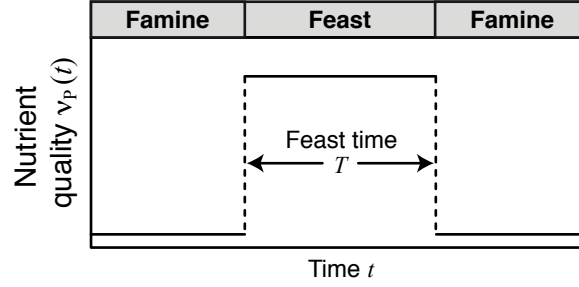 Famine Feast Famine
Nutrient
quality νP(t)
Feast time
T
Time t